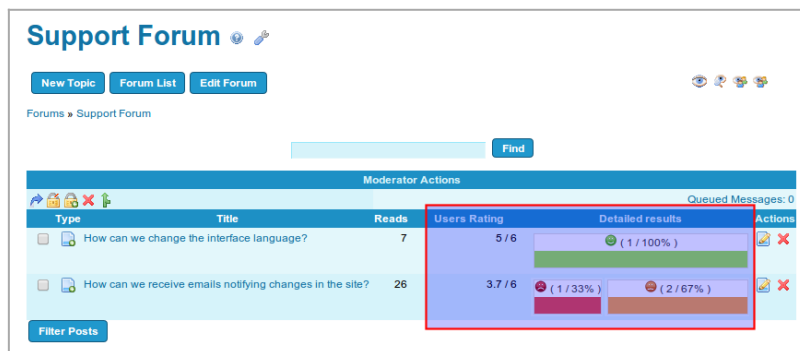 Support Forum
New Topic Forum List Edit Forum
Forums » Support Forum
Find
Moderator Actions
Queued Messages: 0
Type Title Reads Users Rating Detailed results Actions
How can we change the interface language? 7 5 / 6 ( 1 / 100% )
How can we receive emails notifying changes in the site? 26 3.7 / 6 ( 1 / 33% ) ( 2 / 67% )
Filter Posts